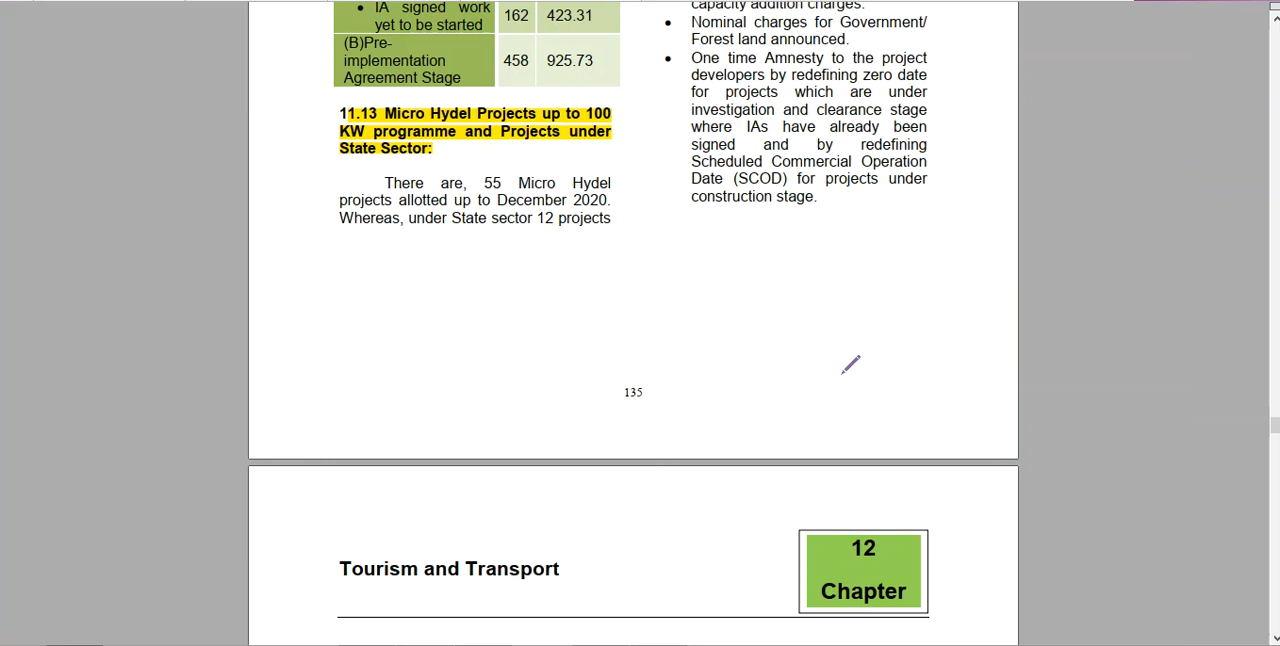 • IA signed work
yet to be started
162
423.31
(B)Pre-
implementation
Agreement Stage
458
925.73
11.13 Micro Hydel Projects up to 100
KW programme and Projects under
State Sector:
There are, 55 Micro Hydel
projects allotted up to December 2020.
Whereas, under State sector 12 projects
capacity addition charges.
• Nominal charges for Government/
Forest land announced.
• One time Amnesty to the project
developers by redefining zero date
for projects which are under
investigation and clearance stage
where IAs have already been
signed and by redefining
Scheduled Commercial Operation
Date (SCOD) for projects under
construction stage.
135
Tourism and Transport
12
Chapter